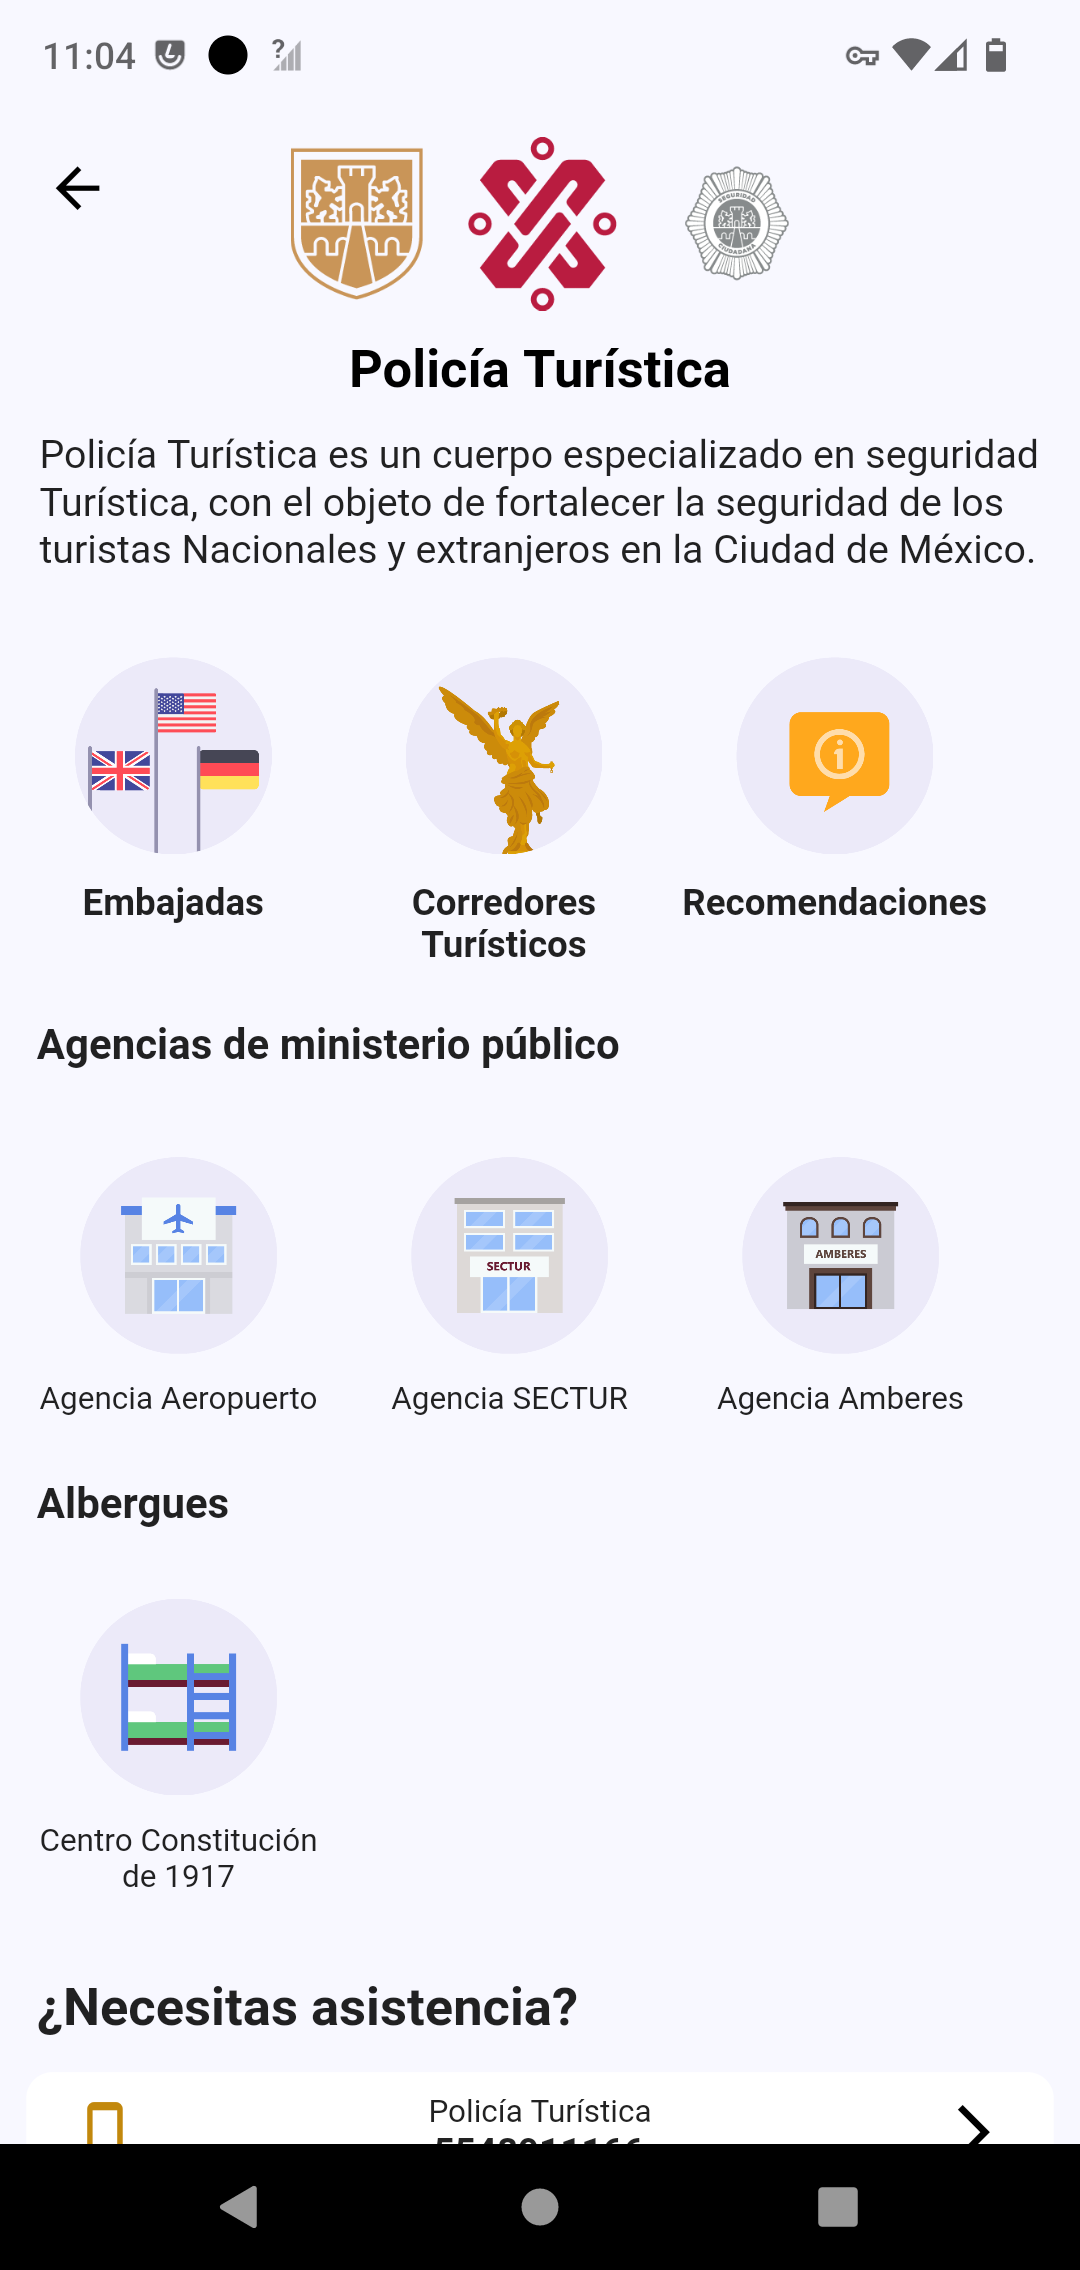 11:04
SEGURIDAD
CIUDADANA
Policía Turística
Policía Turística es un cuerpo especializado en seguridad
Turística, con el objeto de fortalecer la seguridad de los
turistas Nacionales y extranjeros en la Ciudad de México.
Embajadas
Corredores
Turísticos
Recomendaciones
Agencias de ministerio público
SECTUR
AMBERES
Agencia Aeropuerto
Agencia SECTUR
Agencia Amberes
Albergues
Centro Constitución
de 1917
¿Necesitas asistencia?
Policía Turística